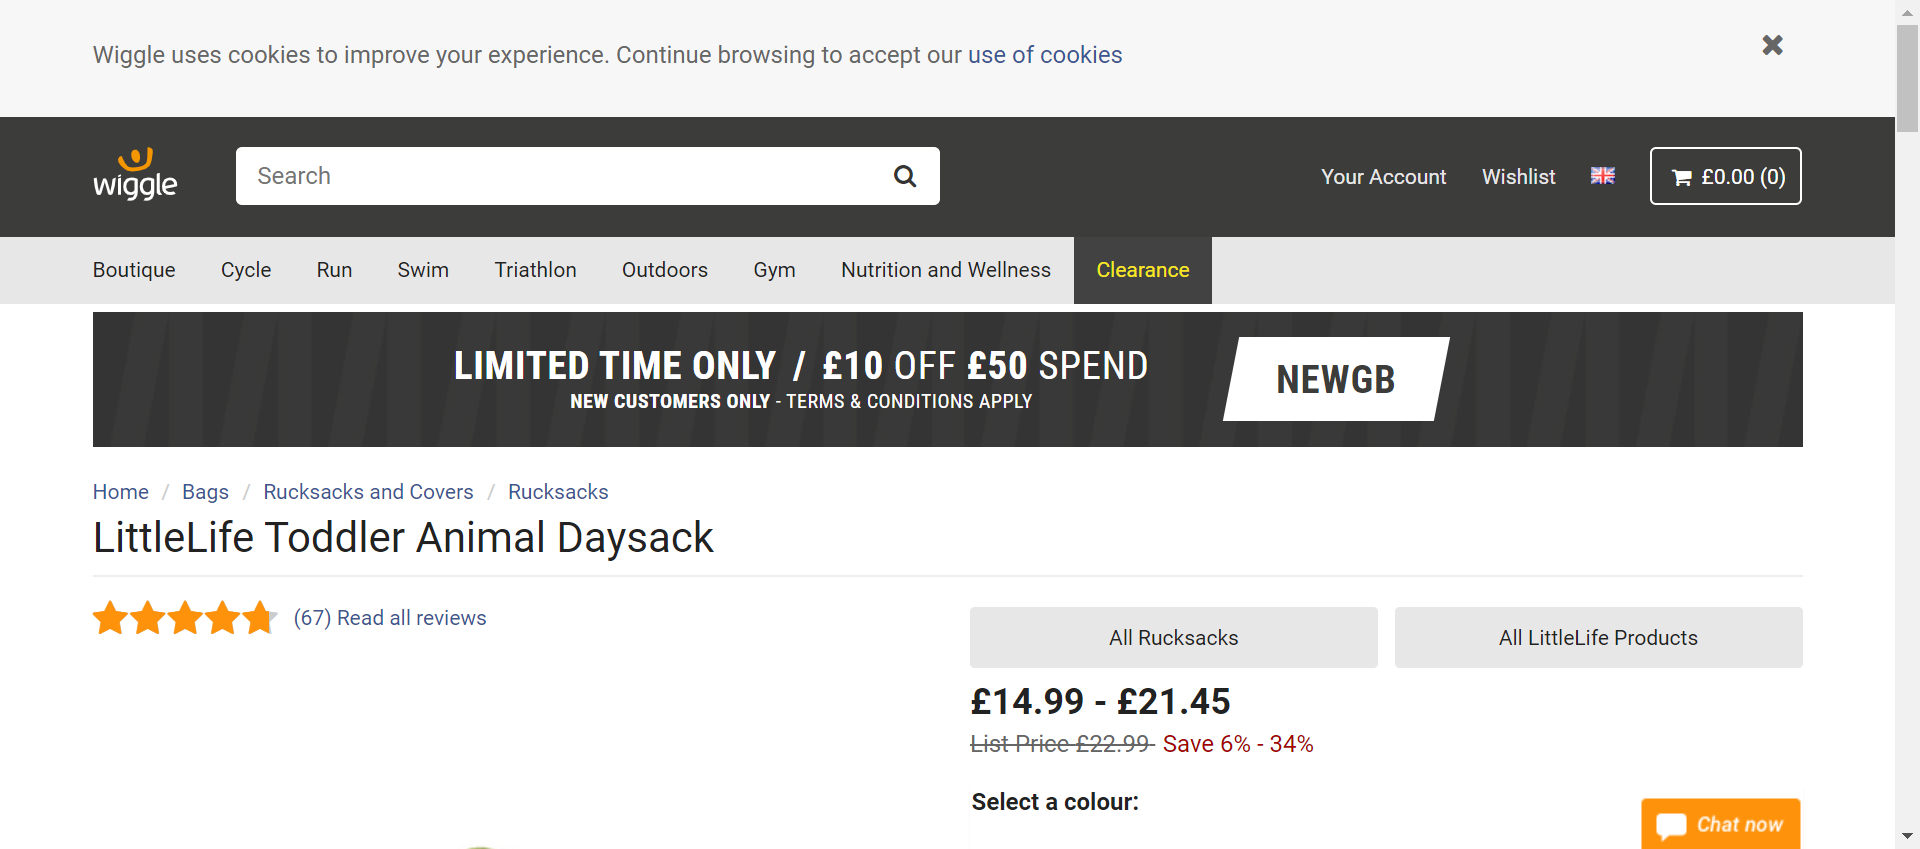 Wiggle uses cookies to improve your experience. Continue browsing to accept our use of cookies
wiggle
Search
Your Account
Wishlist
£0.00 (0)
Boutique
Cycle
Run
Swim
Triathlon
Outdoors
Gym
Nutrition and Wellness
Clearance
LIMITED TIME ONLY / £10 OFF £50 SPEND
NEW CUSTOMERS ONLY - TERMS & CONDITIONS APPLY
NEWGB
Home / Bags / Rucksacks and Covers / Rucksacks
LittleLife Toddler Animal Daysack
(67) Read all reviews
All Rucksacks
All LittleLife Products
£14.99 - £21.45
List Price £22.99 Save 6% - 34%
Select a colour:
Chat now